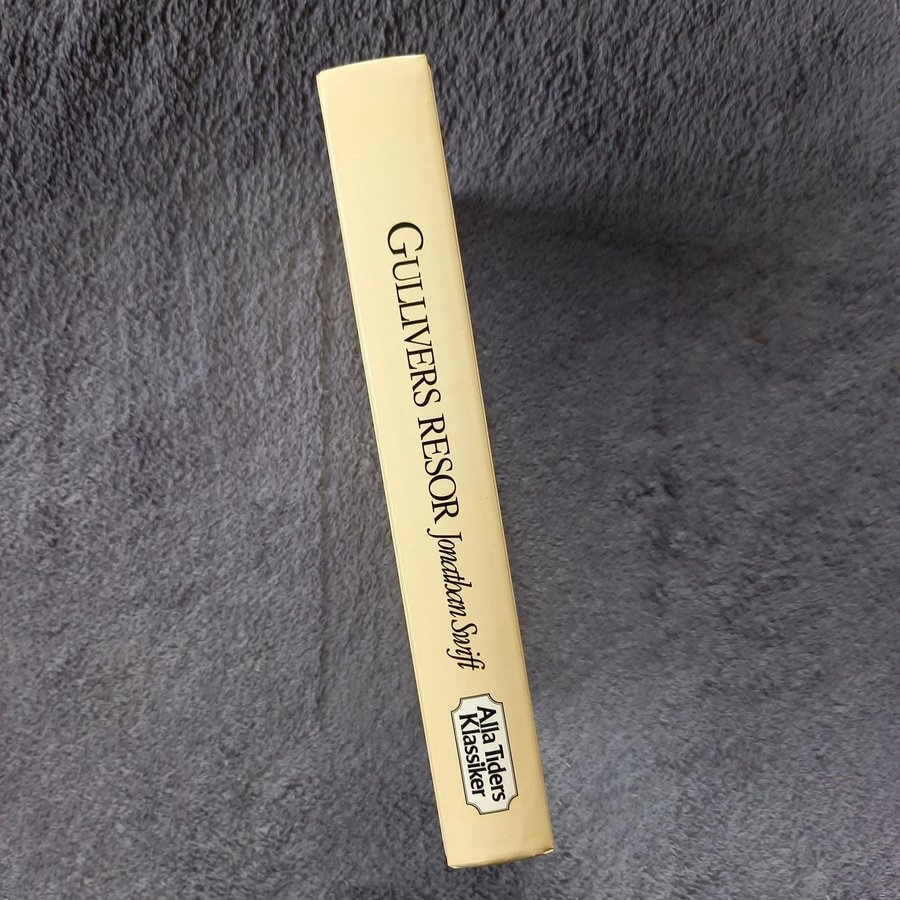 GULLIVERS RESOR Jonathan Swift
Alla Tiders
Klassiker